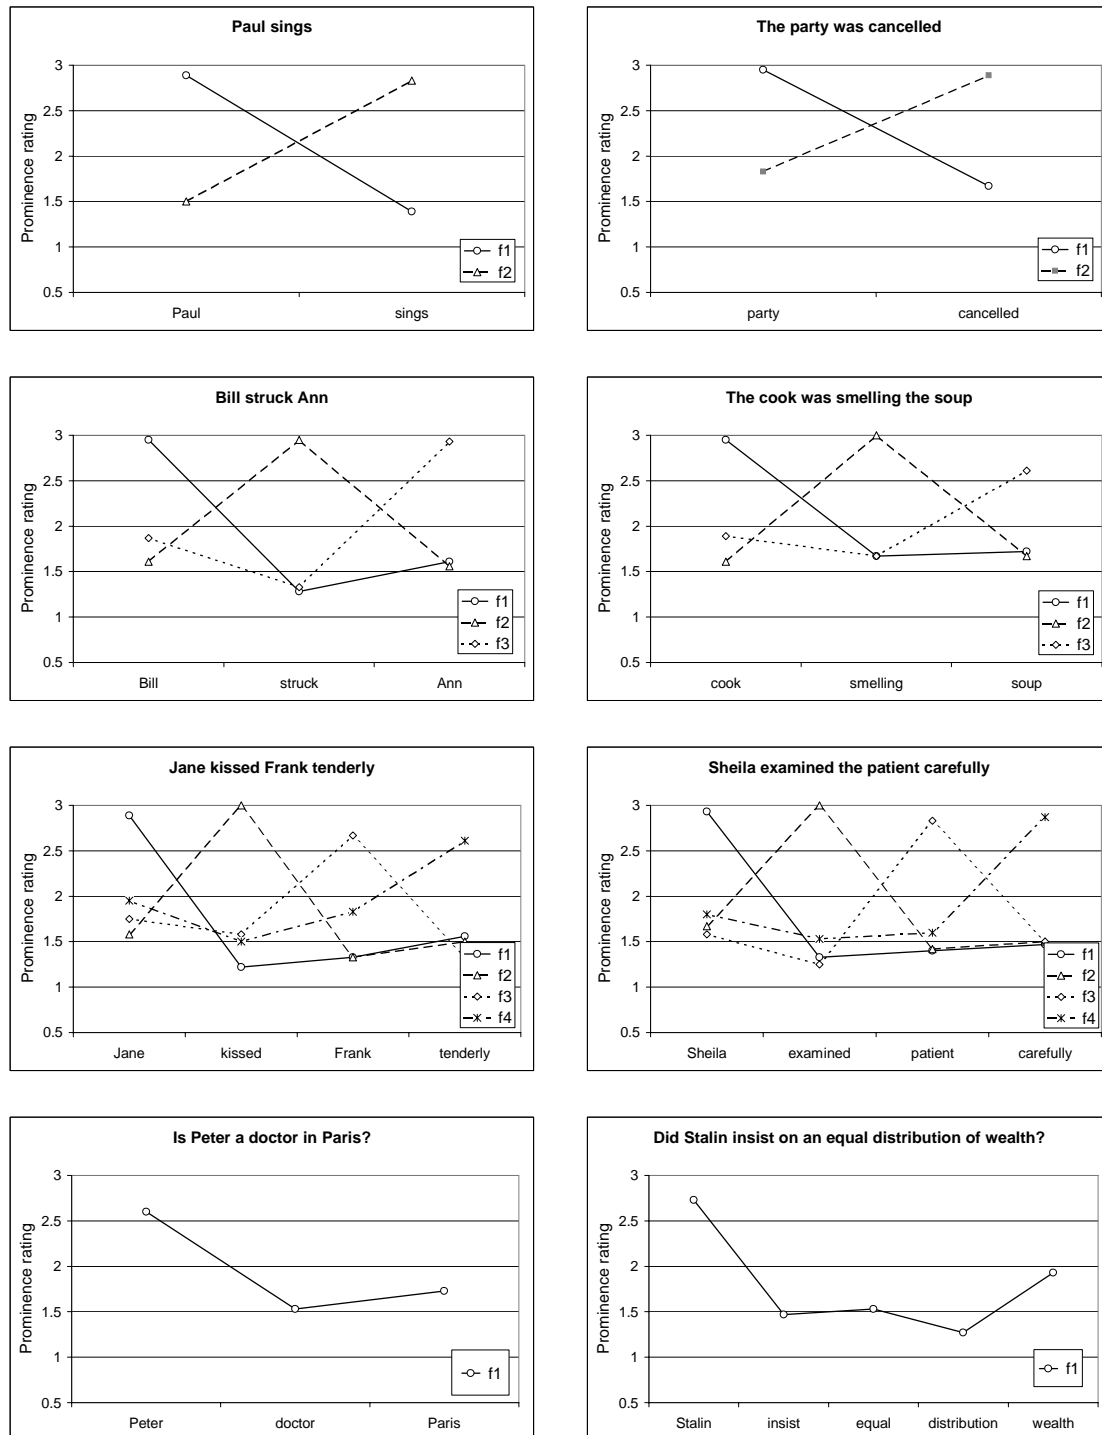 Paul sings
Prominence rating
3
2.5
2
1.5
1
0.5
Paul
sings
f1
f2
The party was cancelled
Prominence rating
3
2.5
2
1.5
1
0.5
party
cancelled
f1
f2
Bill struck Ann
Prominence rating
3
2.5
2
1.5
1
0.5
Bill
struck
Ann
f1
f2
f3
The cook was smelling the soup
Prominence rating
3
2.5
2
1.5
1
0.5
cook
smelling
soup
f1
f2
f3
Jane kissed Frank tenderly
Prominence rating
3
2.5
2
1.5
1
0.5
Jane
kissed
Frank
tenderly
f1
f2
f3
f4
Sheila examined the patient carefully
Prominence rating
3
2.5
2
1.5
1
0.5
Sheila
examined
patient
carefully
f1
f2
f3
f4
Is Peter a doctor in Paris?
Prominence rating
3
2.5
2
1.5
1
0.5
Peter
doctor
Paris
f1
Did Stalin insist on an equal distribution of wealth?
Prominence rating
3
2.5
2
1.5
1
0.5
Stalin
insist
equal
distribution
wealth
f1